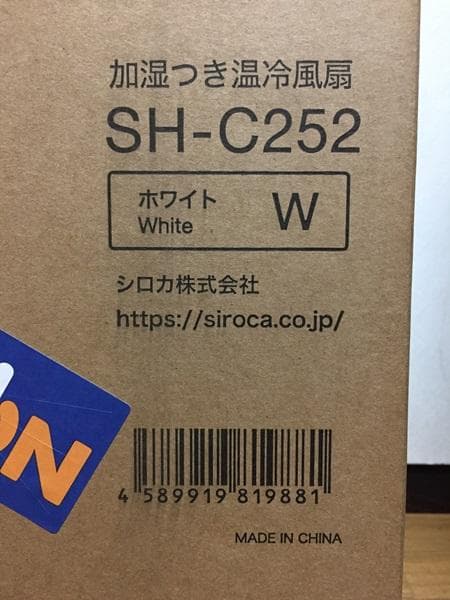 加湿つき温冷風扇
SH-C252
ホワイト
White
W
シロカ株式会社
https://siroca.co.jp/
ON
4 589919 819881
MADE IN CHINA